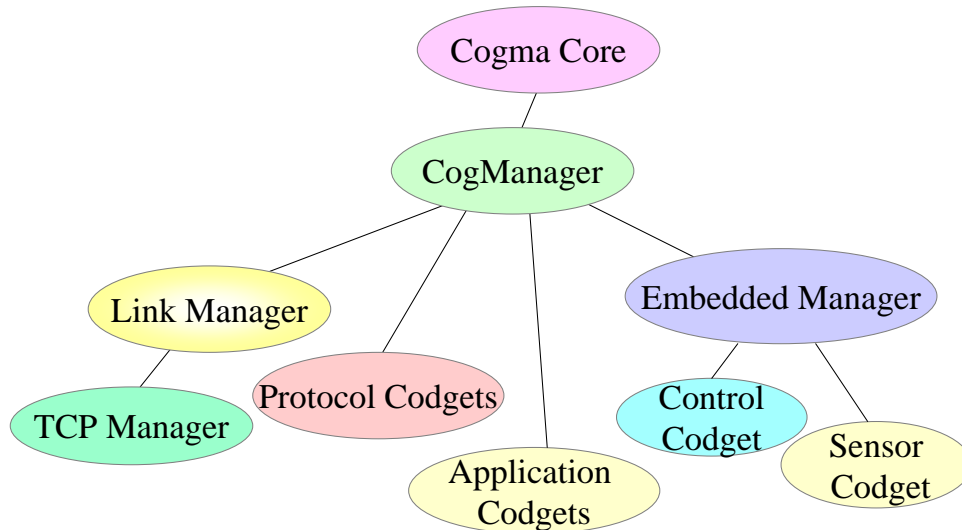 Cogma Core
CogManager
Link Manager
Embedded Manager
Protocol Codgets
TCP Manager
Control
Codget
Application
Codgets
Sensor
Codget